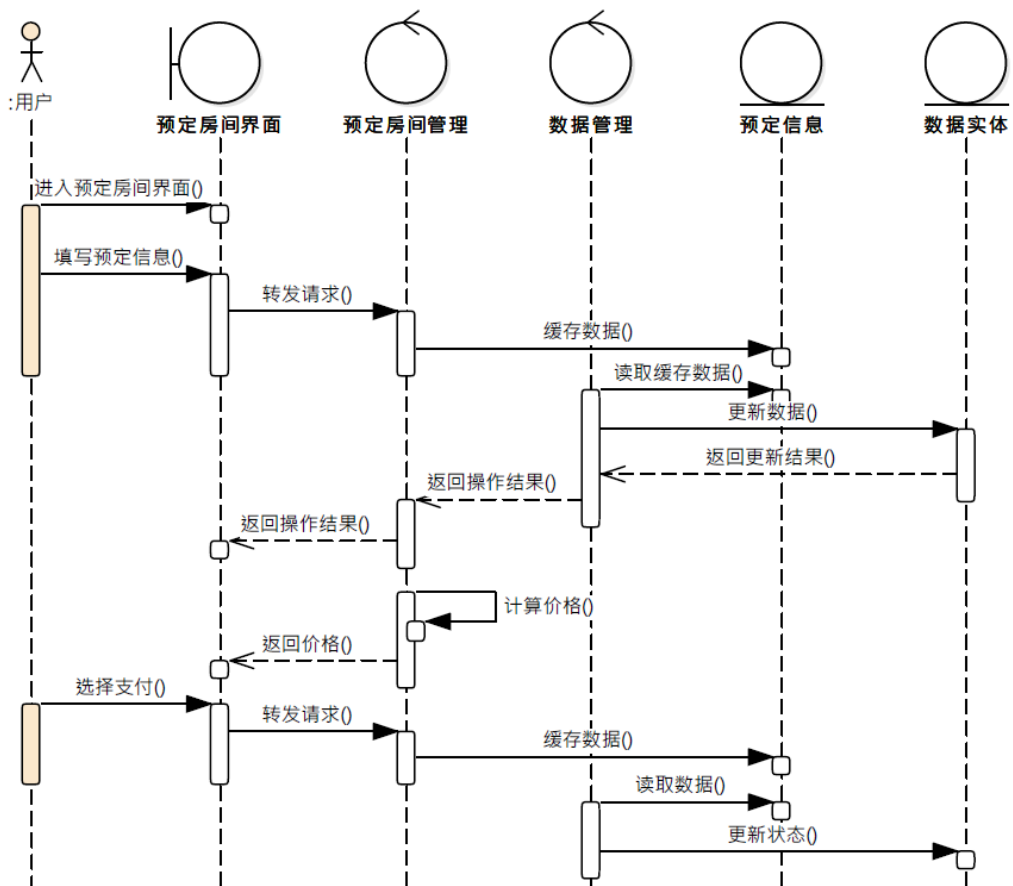 :用户
预定房间界面
预定房间管理
数据管理
预定信息
数据实体
进入预定房间界面()
填写预定信息()
转发请求()
缓存数据()
读取缓存数据()
更新数据()
返回更新结果()
返回操作结果()
返回操作结果()
计算价格()
返回价格()
选择支付()
转发请求()
缓存数据()
读取数据()
更新状态()